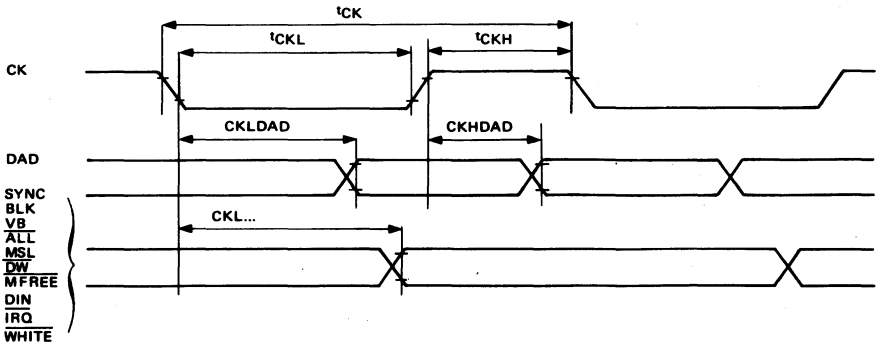 tCK
tCKL
tCKH
CK
CKLDAD
CKHDAD
DAD
SYNC
BLK
CKL...
VB
ALL
MSL
DW
MFREE
DIN
IRQ
WHITE